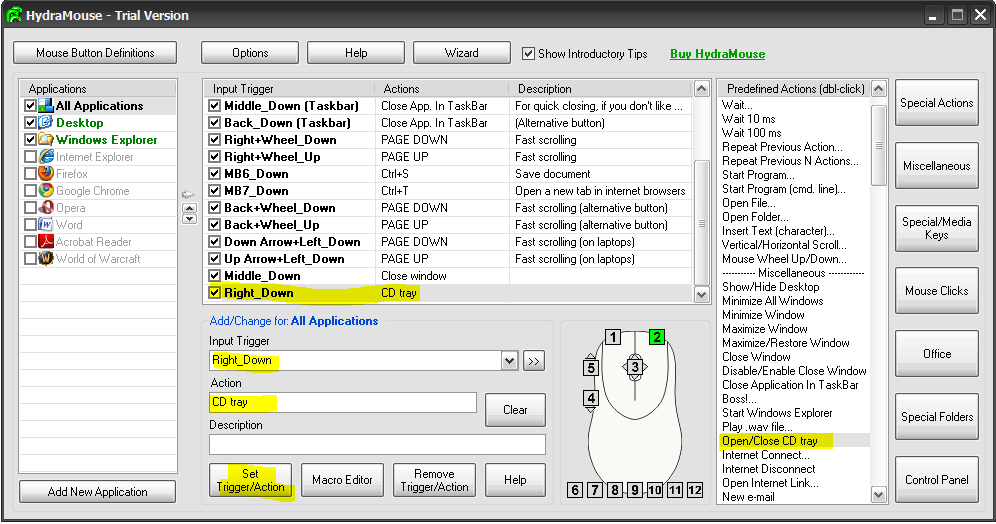 HydraMouse - Trial Version
Mouse Button Definitions
Options
Help
Wizard
Show Introductory Tips
Buy HydraMouse
Applications
All Applications
Desktop
Windows Explorer
Internet Explorer
Firefox
Google Chrome
Opera
Word
Acrobat Reader
World of Warcraft
Add New Application
Input Trigger Actions Description
Middle_Down (Taskbar) Close App. In TaskBar For quick closing, if you don't like ...
Back_Down (Taskbar) Close App. In TaskBar (Alternative button)
Right+Wheel_Down PAGE DOWN Fast scrolling
Right+Wheel_Up PAGE UP Fast scrolling
MB6_Down Ctrl+S Save document
MB7_Down Ctrl+T Open a new tab in internet browsers
Back+Wheel_Down PAGE DOWN Fast scrolling (alternative button)
Back+Wheel_Up PAGE UP Fast scrolling (alternative button)
Down Arrow+Left_Down PAGE DOWN Fast scrolling (on laptops)
Up Arrow+Left_Down PAGE UP Fast scrolling (on laptops)
Middle_Down Close window
Right_Down CD tray
Add/Change for: All Applications
Input Trigger
Right_Down
>>
Action
CD tray
Clear
Description
Set
Trigger/Action
Macro Editor
Remove
Trigger/Action
Help
1 2
5 3
4
6 7 8 9 10 11 12
Predefined Actions (dbl-click)
Wait...
Wait 10 ms
Wait 100 ms
Repeat Previous Action...
Repeat Previous N Actions...
Start Program...
Start Program (cmd. line)...
Open File...
Open Folder...
Insert Text (character)...
Vertical/Horizontal Scroll...
Mouse Wheel Up/Down...
----------- Miscellaneous ------------
Show/Hide Desktop
Minimize All Windows
Minimize Window
Maximize Window
Maximize/Restore Window
Close Window
Disable/Enable Close Window
Close Application In TaskBar
Boss!...
Start Windows Explorer
Play .wav file...
Open/Close CD tray
Internet Connect...
Internet Disconnect
Open Internet Link...
New e-mail
Special Actions
Miscellaneous
Special/Media
Keys
Mouse Clicks
Office
Special Folders
Control Panel